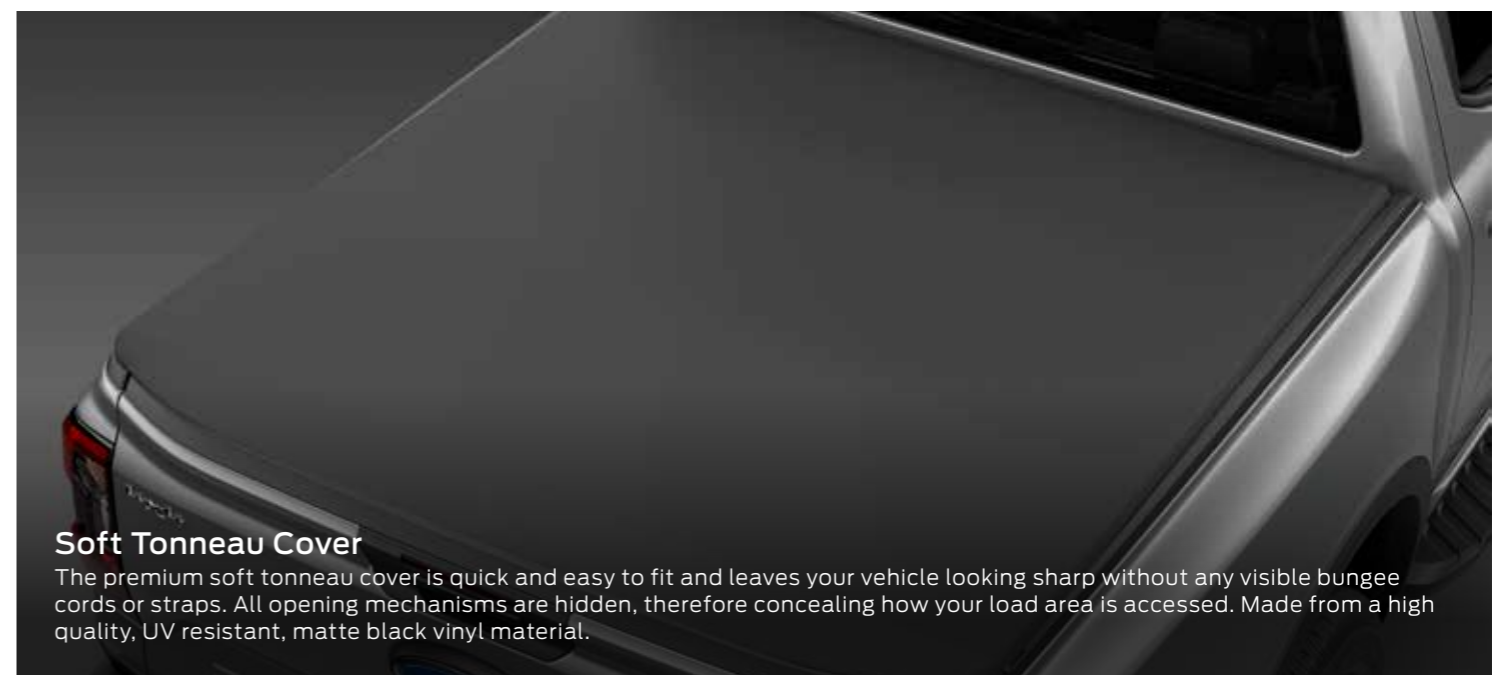 Soft Tonneau Cover
The premium soft tonneau cover is quick and easy to fit and leaves your vehicle looking sharp without any visible bungee
cords or straps. All opening mechanisms are hidden, therefore concealing how your load area is accessed. Made from a high
quality, UV resistant, matte black vinyl material.